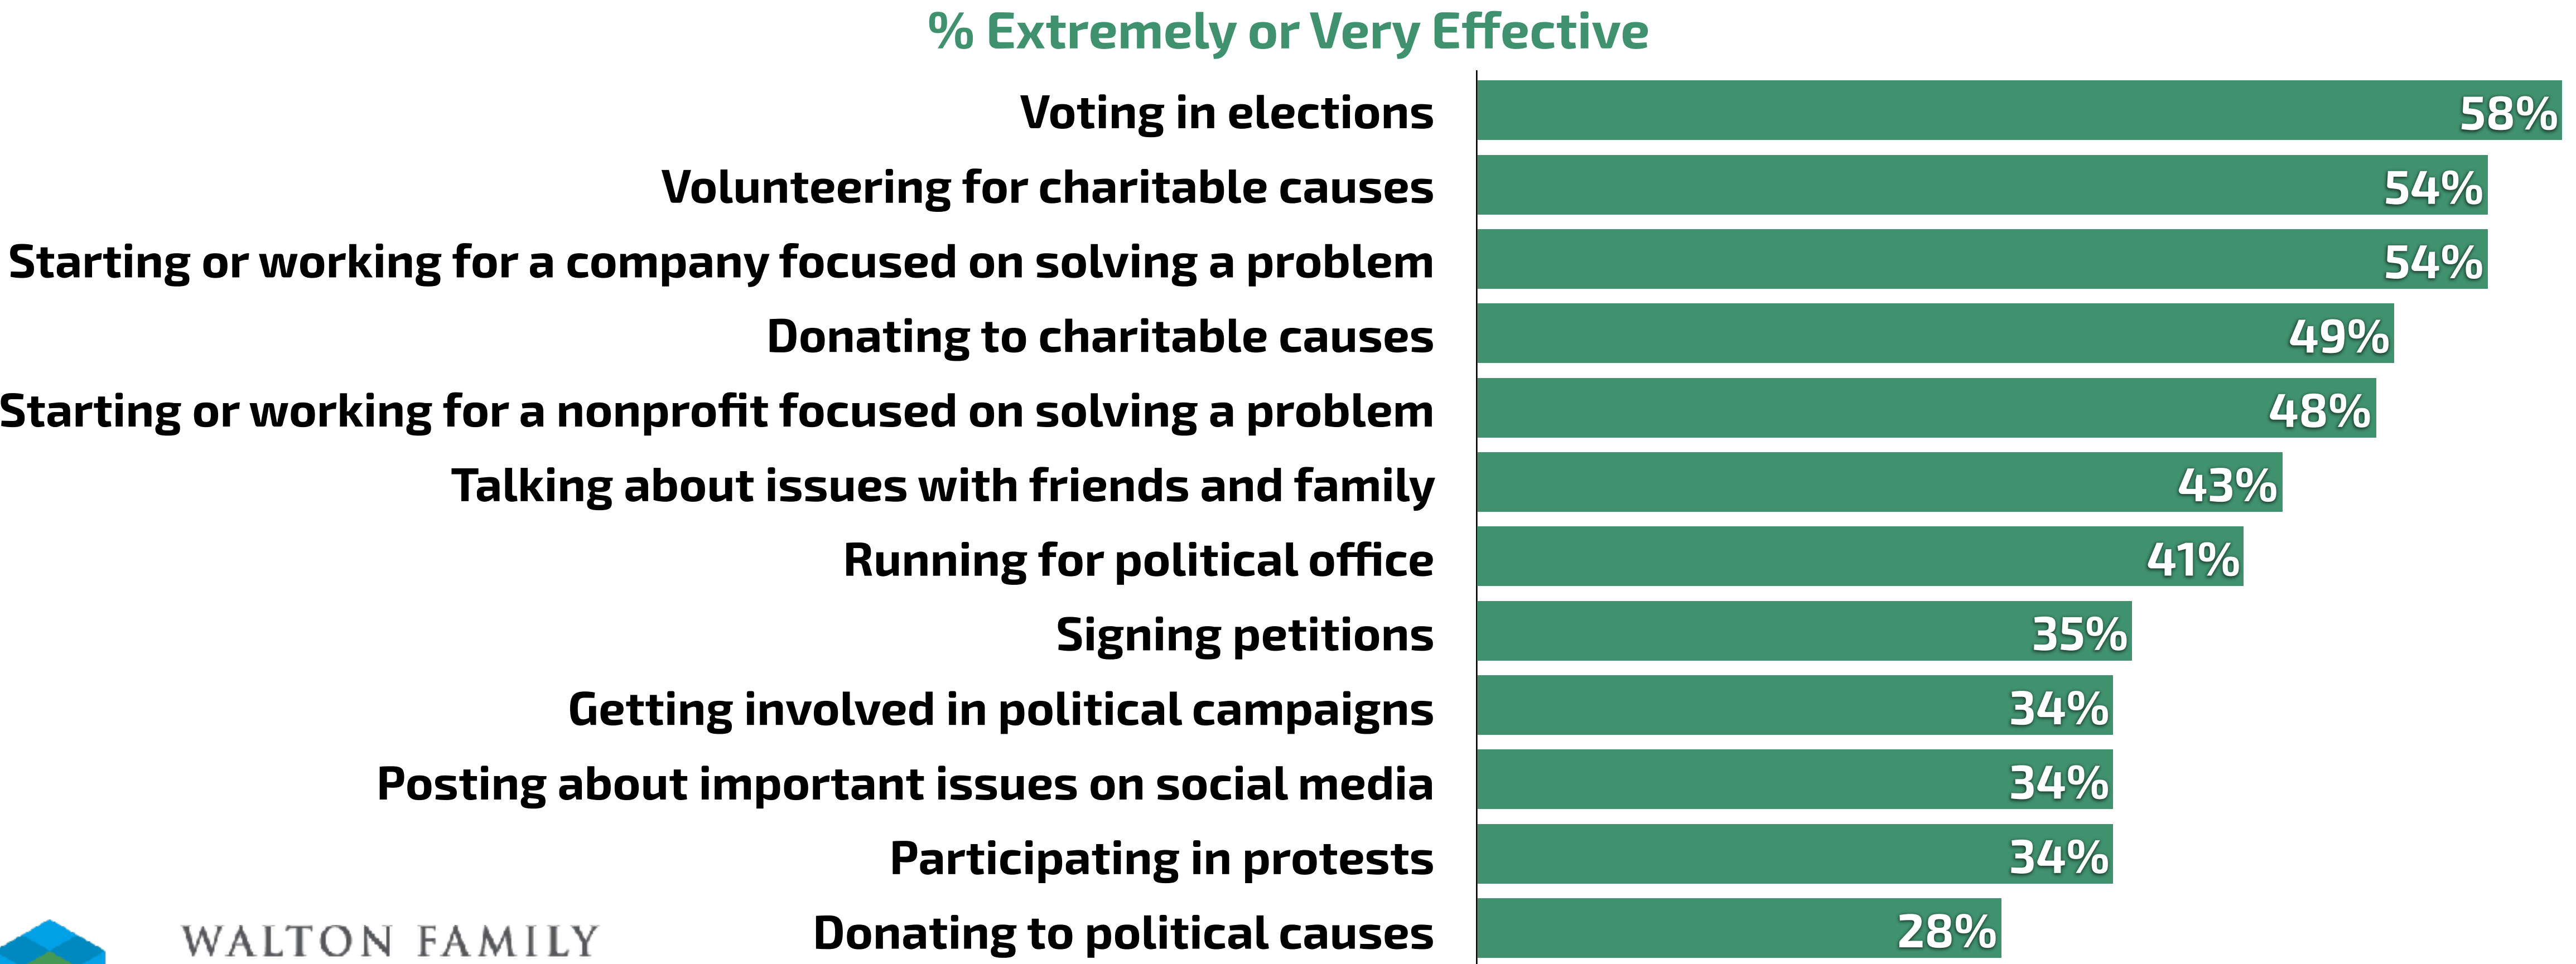 % Extremely or Very Effective
Voting in elections 58%
Volunteering for charitable causes 54%
Starting or working for a company focused on solving a problem 54%
Donating to charitable causes 49%
Starting or working for a nonprofit focused on solving a problem 48%
Talking about issues with friends and family 43%
Running for political office 41%
Signing petitions 35%
Getting involved in political campaigns 34%
Posting about important issues on social media 34%
Participating in protests 34%
Donating to political causes 28%
WALTON FAMILY